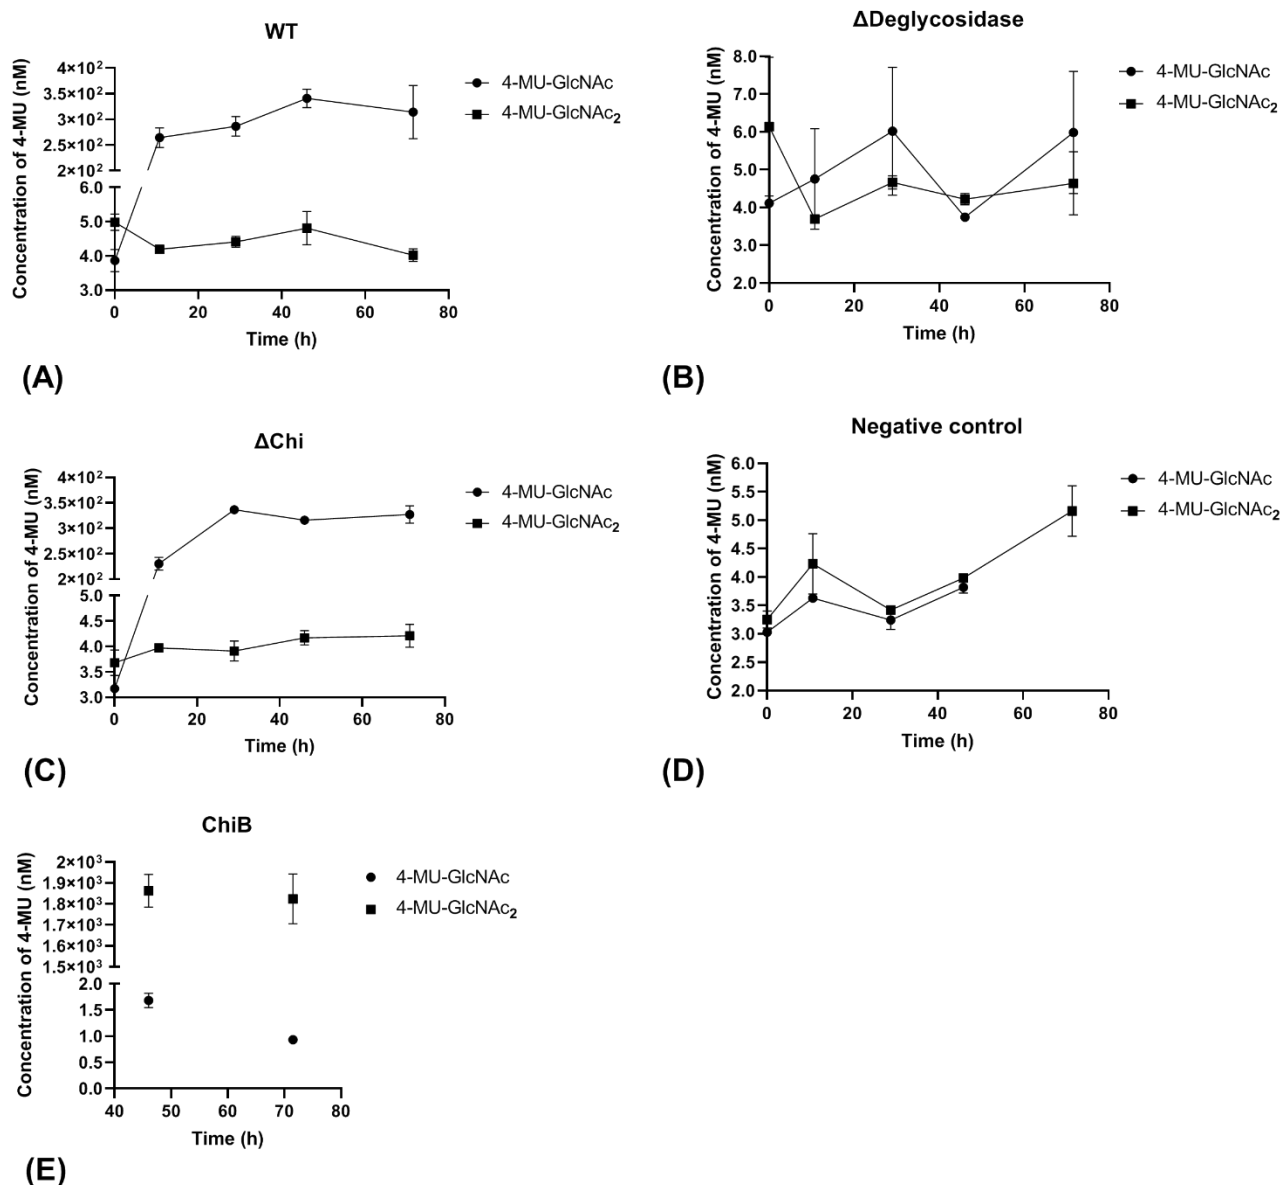 WT
Concentration of 4-MU (nM)
4×10²
3.5×10²
3×10²
2.5×10²
2×10²
6.0
5.0
4.0
3.0
0 20 40 60 80
Time (h)
4-MU-GlcNAc
4-MU-GlcNAc₂
(A)
ΔDeglycosidase
Concentration of 4-MU (nM)
8.0
7.0
6.0
5.0
4.0
3.0
2.0
0 20 40 60 80
Time (h)
4-MU-GlcNAc
4-MU-GlcNAc₂
(B)
ΔChi
Concentration of 4-MU (nM)
4×10²
3.5×10²
3×10²
2.5×10²
2×10²
5.0
4.5
4.0
3.5
3.0
0 20 40 60 80
Time (h)
4-MU-GlcNAc
4-MU-GlcNAc₂
(C)
Negative control
Concentration of 4-MU (nM)
6.0
5.5
5.0
4.5
4.0
3.5
3.0
2.5
2.0
0 20 40 60 80
Time (h)
4-MU-GlcNAc
4-MU-GlcNAc₂
(D)
ChiB
Concentration of 4-MU (nM)
2×10³
1.9×10³
1.8×10³
1.7×10³
1.6×10³
1.5×10³
2.0
1.5
1.0
0.5
0.0
40 50 60 70 80
Time (h)
4-MU-GlcNAc
4-MU-GlcNAc₂
(E)